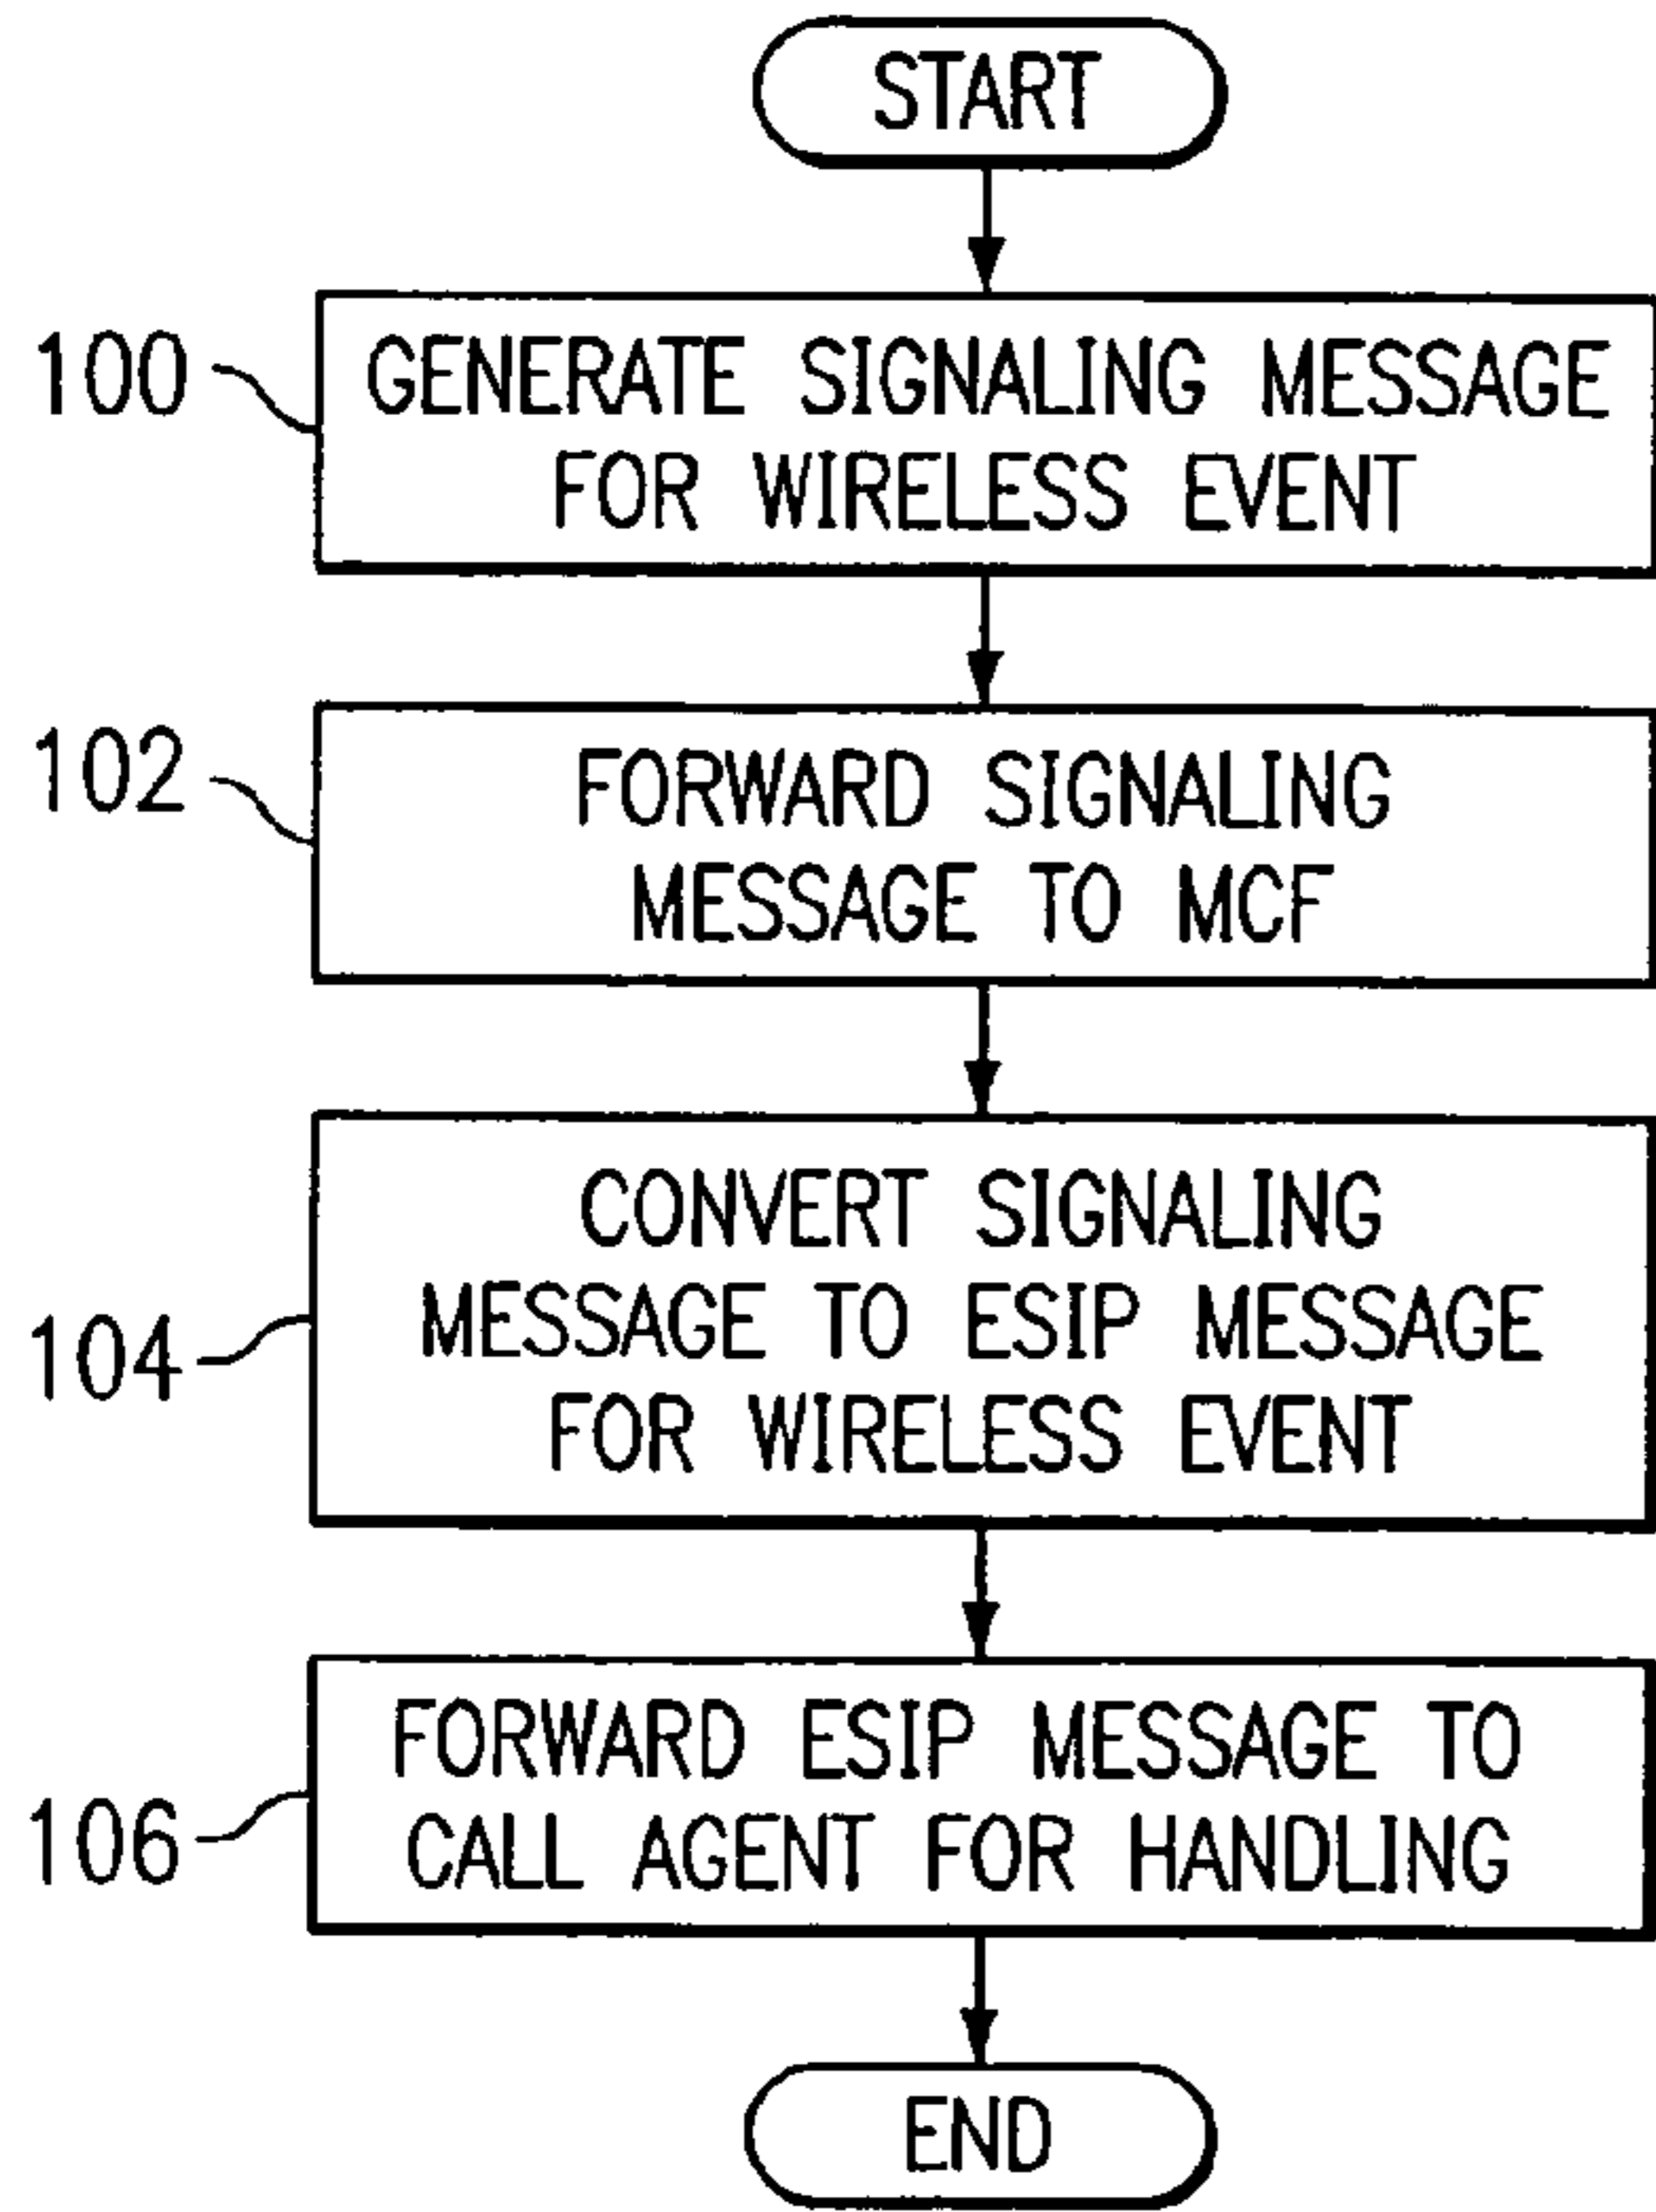 START
100
GENERATE SIGNALING MESSAGE
FOR WIRELESS EVENT
102
FORWARD SIGNALING
MESSAGE TO MCF
104
CONVERT SIGNALING
MESSAGE TO ESIP MESSAGE
FOR WIRELESS EVENT
106
FORWARD ESIP MESSAGE TO
CALL AGENT FOR HANDLING
END